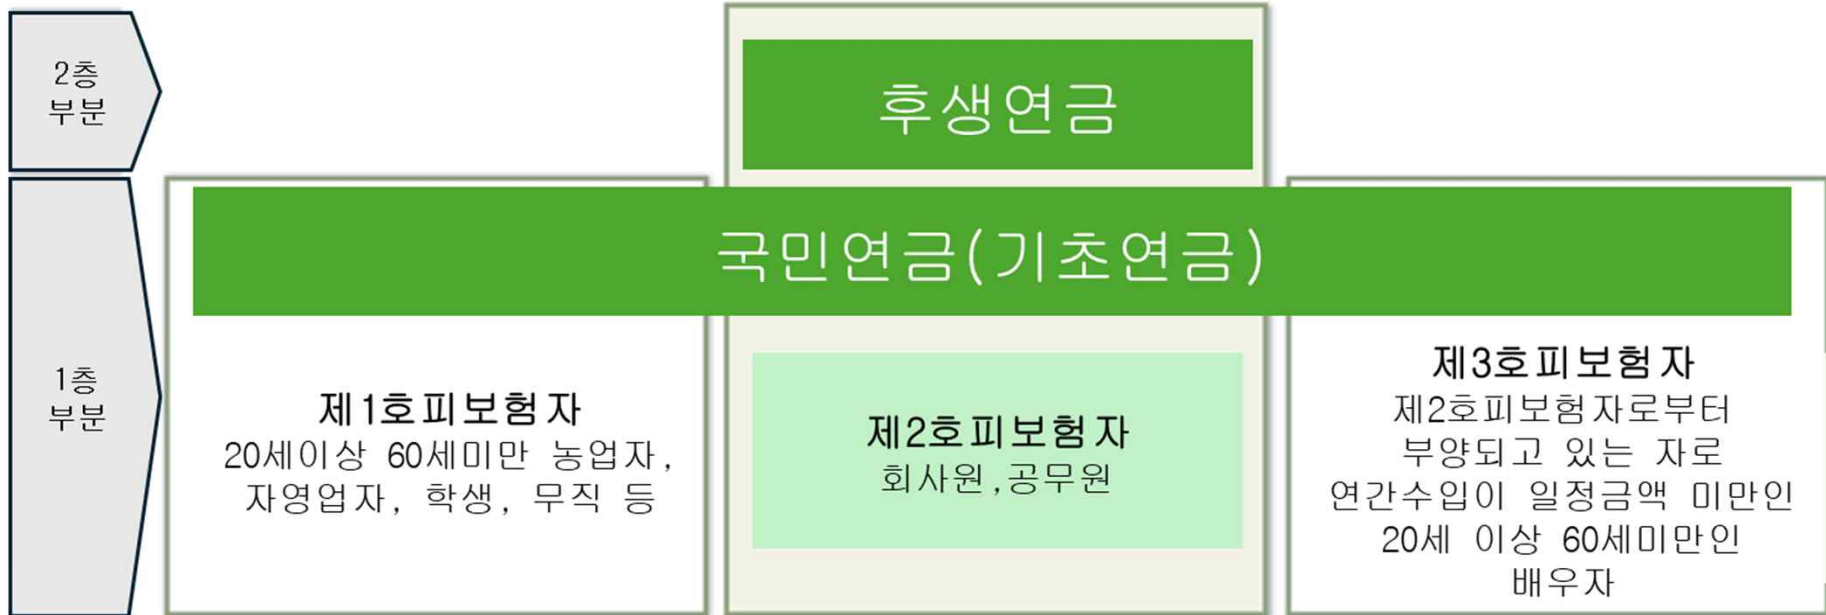 2층
부분
후생연금
국민연금(기초연금)
1층
부분
제1호피보험자
20세이상 60세미만 농업자,
자영업자, 학생, 무직 등
제2호피보험자
회사원,공무원
제3호피보험자
제2호피보험자로부터
부양되고 있는 자로
연간수입이 일정금액 미만인
20세 이상 60세미만인
배우자